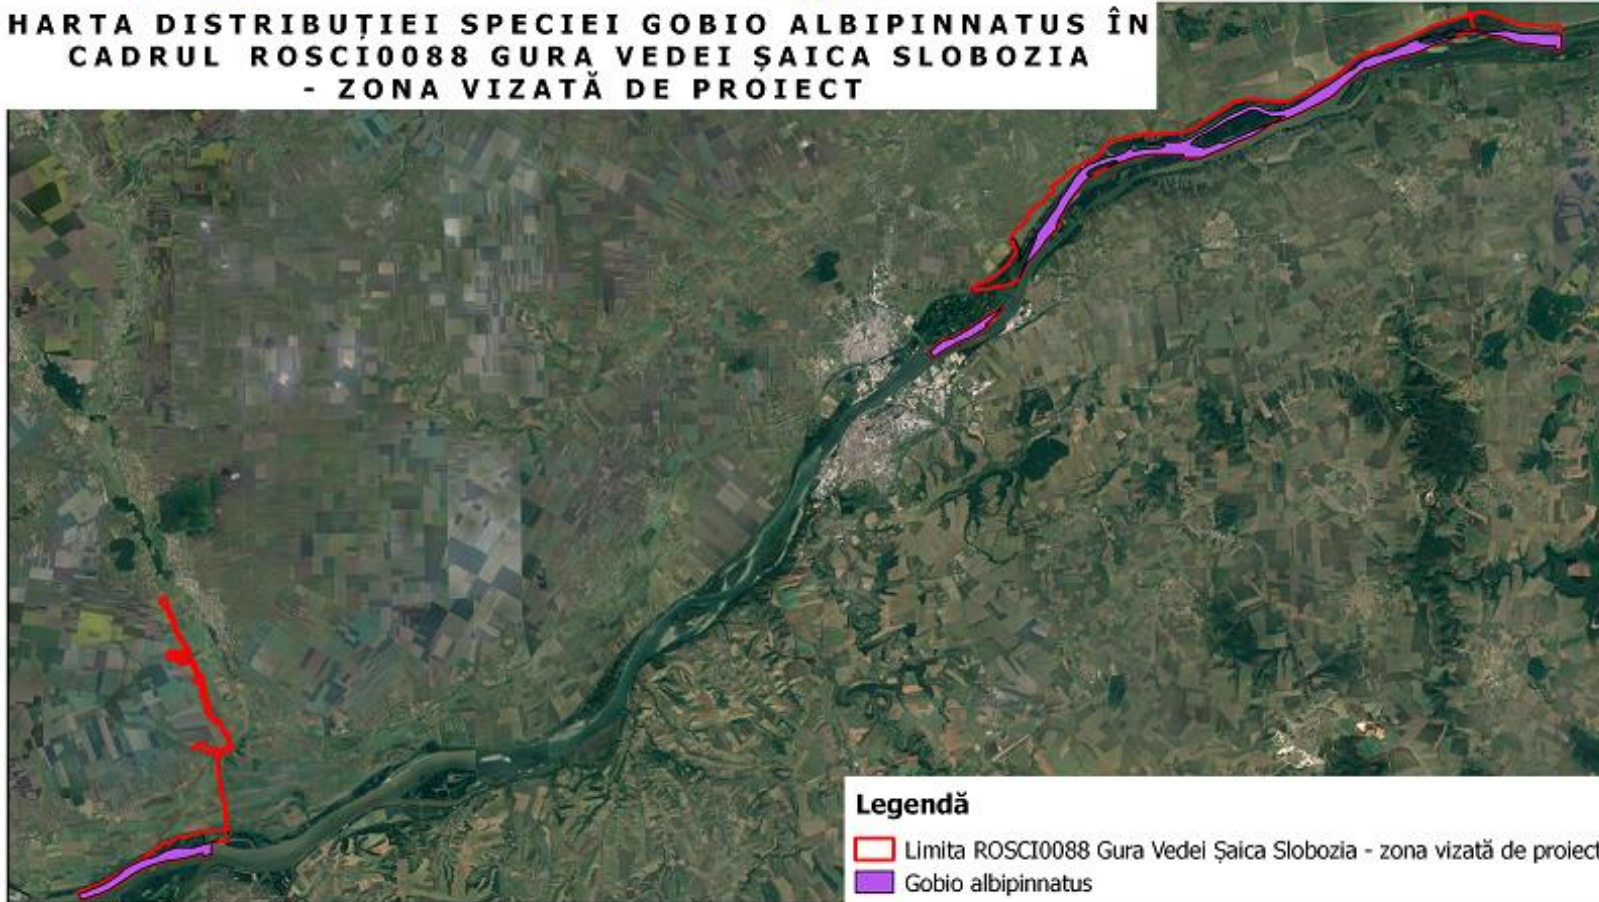 HARTA DISTRIBUȚIEI SPECIEI GOBIO ALBIPINNATUS ÎN
CADRUL ROSCI0088 GURA VEDEI ȘAICA SLOBOZIA
- ZONA VIZATĂ DE PROIECT
Legendă
Limita ROSCI0088 Gura Vedei Șaica Slobozia - zona vizată de proiect
Gobio albipinnatus